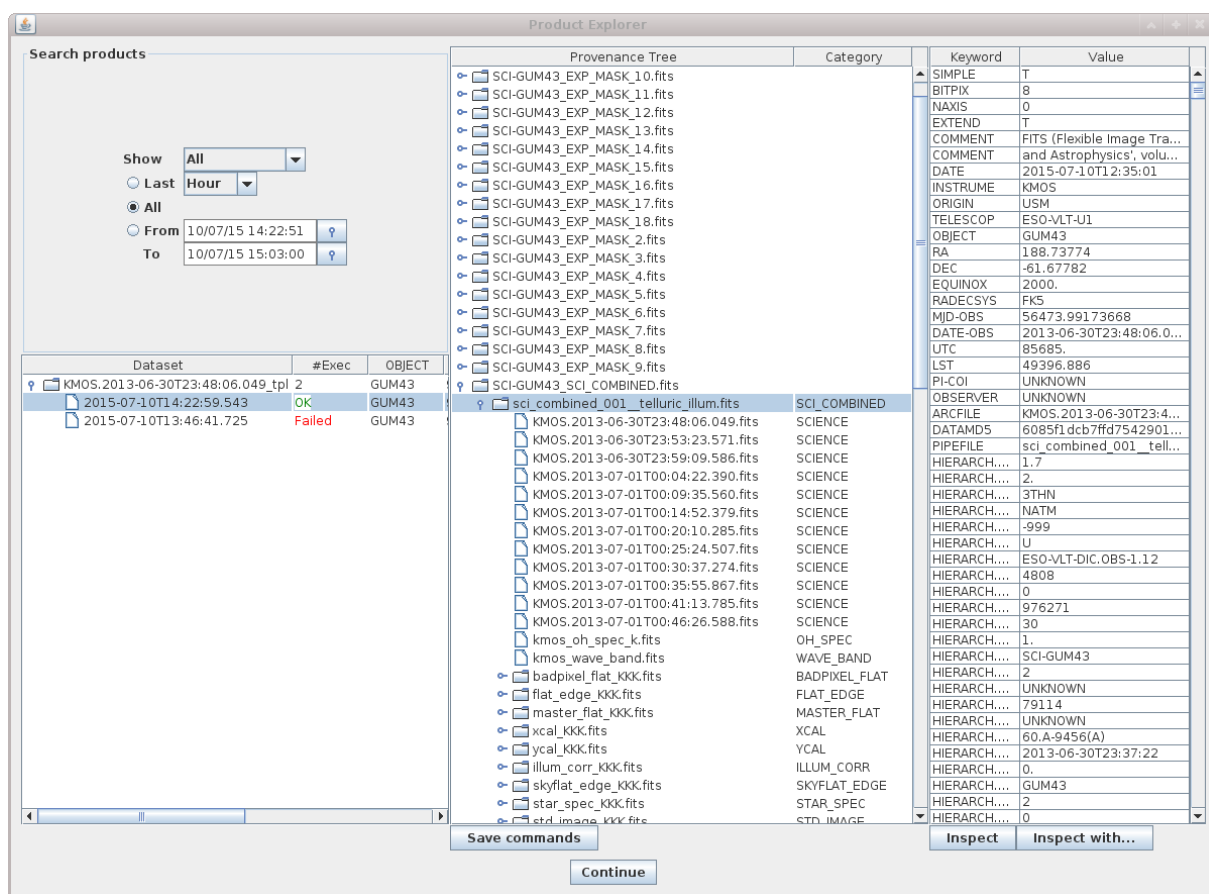 Product Explorer
Search products
Show All
Last Hour
All
From 10/07/15 14:22:51
To 10/07/15 15:03:00
Dataset #Exec OBJECT
KMOS.2013-06-30T23:48:06.049_tpl 2 GUM43
2015-07-10T14:22:59.543 OK GUM43
2015-07-10T13:46:41.725 Failed GUM43
Provenance Tree Category
SCI-GUM43_EXP_MASK_10.fits
SCI-GUM43_EXP_MASK_11.fits
SCI-GUM43_EXP_MASK_12.fits
SCI-GUM43_EXP_MASK_13.fits
SCI-GUM43_EXP_MASK_14.fits
SCI-GUM43_EXP_MASK_15.fits
SCI-GUM43_EXP_MASK_16.fits
SCI-GUM43_EXP_MASK_17.fits
SCI-GUM43_EXP_MASK_18.fits
SCI-GUM43_EXP_MASK_2.fits
SCI-GUM43_EXP_MASK_3.fits
SCI-GUM43_EXP_MASK_4.fits
SCI-GUM43_EXP_MASK_5.fits
SCI-GUM43_EXP_MASK_6.fits
SCI-GUM43_EXP_MASK_7.fits
SCI-GUM43_EXP_MASK_8.fits
SCI-GUM43_EXP_MASK_9.fits
SCI-GUM43_SCI_COMBINED.fits
sci_combined_001__telluric_illum.fits SCI_COMBINED
KMOS.2013-06-30T23:48:06.049.fits SCIENCE
KMOS.2013-06-30T23:53:23.571.fits SCIENCE
KMOS.2013-06-30T23:59:09.586.fits SCIENCE
KMOS.2013-07-01T00:04:22.390.fits SCIENCE
KMOS.2013-07-01T00:09:35.560.fits SCIENCE
KMOS.2013-07-01T00:14:52.379.fits SCIENCE
KMOS.2013-07-01T00:20:10.285.fits SCIENCE
KMOS.2013-07-01T00:25:24.507.fits SCIENCE
KMOS.2013-07-01T00:30:37.274.fits SCIENCE
KMOS.2013-07-01T00:35:55.867.fits SCIENCE
KMOS.2013-07-01T00:41:13.785.fits SCIENCE
KMOS.2013-07-01T00:46:26.588.fits SCIENCE
kmos_oh_spec_k.fits OH_SPEC
kmos_wave_band.fits WAVE_BAND
badpixel_flat_KKK.fits BADPIXEL_FLAT
flat_edge_KKK.fits FLAT_EDGE
master_flat_KKK.fits MASTER_FLAT
xcal_KKK.fits XCAL
ycal_KKK.fits YCAL
illum_corr_KKK.fits ILLUM_CORR
skyflat_edge_KKK.fits SKYFLAT_EDGE
star_spec_KKK.fits STAR_SPEC
std_image_KKK.fits STD_IMAGE
Keyword Value
SIMPLE T
BITPIX 8
NAXIS 0
EXTEND T
COMMENT FITS (Flexible Image Tra...
COMMENT and Astrophysics', volu...
DATE 2015-07-10T12:35:01
INSTRUME KMOS
ORIGIN USM
TELESCOP ESO-VLT-U1
OBJECT GUM43
RA 188.73774
DEC -61.67782
EQUINOX 2000.
RADECSYS FK5
MJD-OBS 56473.99173668
DATE-OBS 2013-06-30T23:48:06.0...
UTC 85685.
LST 49396.886
PI-COI UNKNOWN
OBSERVER UNKNOWN
ARCFILE KMOS.2013-06-30T23:4...
DATAMD5 6085f1dcb7ffd7542901...
PIPEFILE sci_combined_001__tell...
HIERARCH.... 1.7
HIERARCH.... 2.
HIERARCH.... 3THN
HIERARCH.... NATM
HIERARCH.... -999
HIERARCH.... U
HIERARCH.... ESO-VLT-DIC.OBS-1.12
HIERARCH.... 4808
HIERARCH.... 0
HIERARCH.... 976271
HIERARCH.... 30
HIERARCH.... 1.
HIERARCH.... SCI-GUM43
HIERARCH.... 2
HIERARCH.... UNKNOWN
HIERARCH.... 79114
HIERARCH.... UNKNOWN
HIERARCH.... 60.A-9456(A)
HIERARCH.... 2013-06-30T23:37:22
HIERARCH.... 0.
HIERARCH.... GUM43
HIERARCH.... 2
HIERARCH.... 0
Save commands
Inspect Inspect with...
Continue